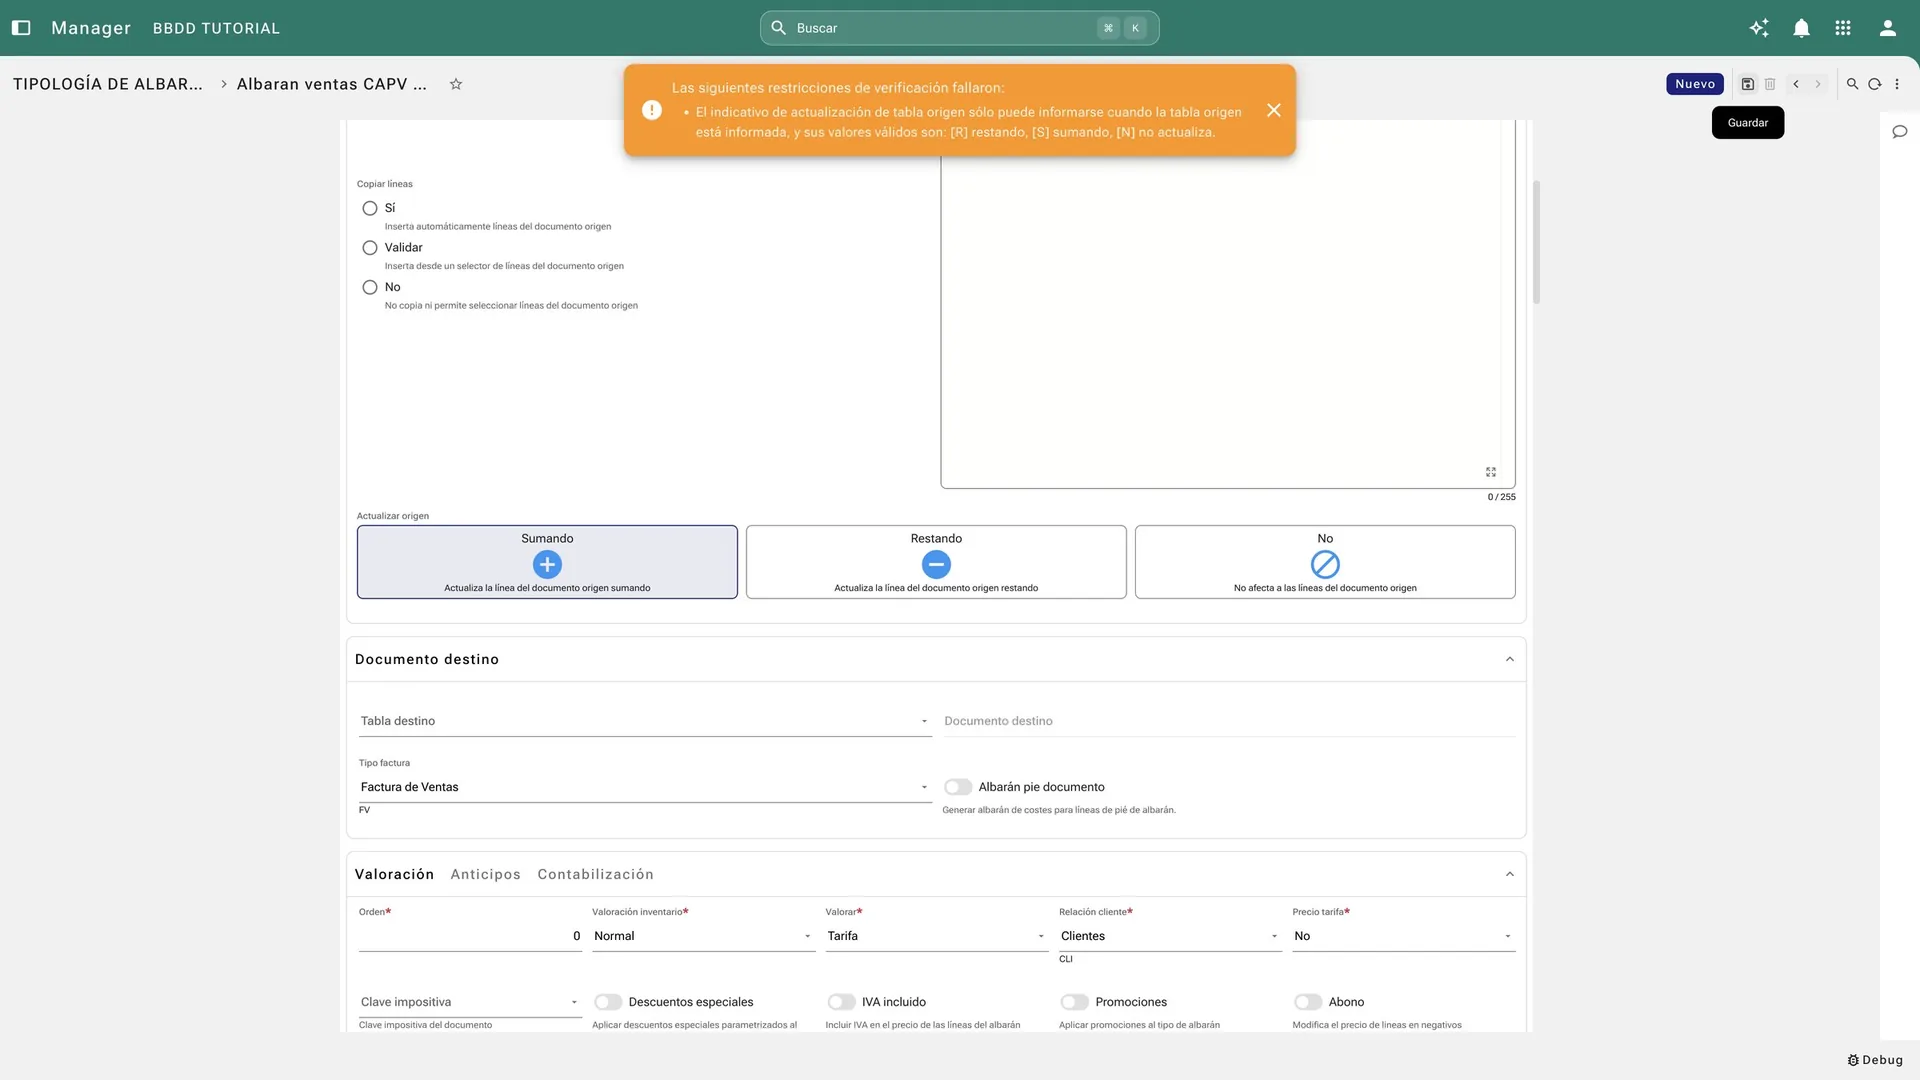 Manager BBDD TUTORIAL Buscar ⌘ K
TIPOLOGÍA DE ALBAR... > Albaran ventas CAPV ... Nuevo
Guardar
Las siguientes restricciones de verificación fallaron:
• El indicativo de actualización de tabla origen sólo puede informarse cuando la tabla origen
está informada, y sus valores válidos son: [R] restando, [S] sumando, [N] no actualiza.
Copiar líneas
Sí
Inserta automáticamente líneas del documento origen
Validar
Inserta desde un selector de líneas del documento origen
No
No copia ni permite seleccionar líneas del documento origen
0 / 255
Actualizar origen
Sumando Restando No
Actualiza la línea del documento origen sumando Actualiza la línea del documento origen restando No afecta a las líneas del documento origen
Documento destino
Tabla destino Documento destino
Tipo factura
Factura de Ventas Albarán pie documento
FV Generar albarán de costes para líneas de pié de albarán.
Valoración Anticipos Contabilización
Orden* Valoración inventario* Valorar* Relación cliente* Precio tarifa*
0 Normal Tarifa Clientes No
CLI
Clave impositiva Descuentos especiales IVA incluido Promociones Abono
Clave impositiva del documento Aplicar descuentos especiales parametrizados al Incluir IVA en el precio de las líneas del albarán Aplicar promociones al tipo de albarán Modifica el precio de lineas en negativos
Debug